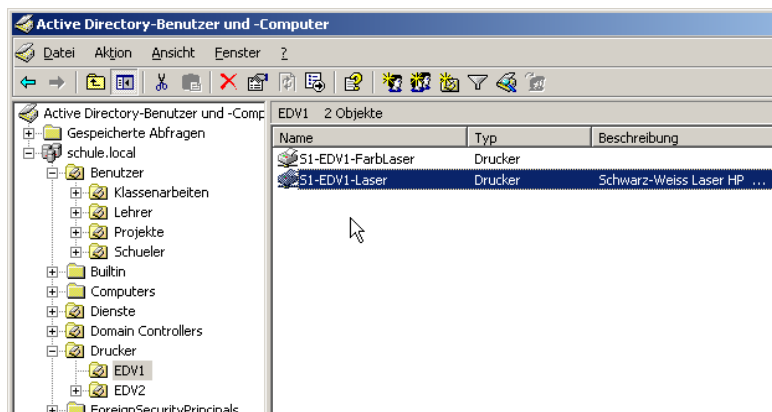 Active Directory-Benutzer und -Computer
Datei Aktion Ansicht Fenster ?
Active Directory-Benutzer und -Comp
Gespeicherte Abfragen
schule.local
Benutzer
Klassenarbeiten
Lehrer
Projekte
Schueler
Builtin
Computers
Dienste
Domain Controllers
Drucker
EDV1
EDV2
ForeignSecurityPrincipals
EDV1 2 Objekte
Name Typ Beschreibung
S1-EDV1-FarbLaser Drucker
S1-EDV1-Laser Drucker Schwarz-Weiss Laser HP ...